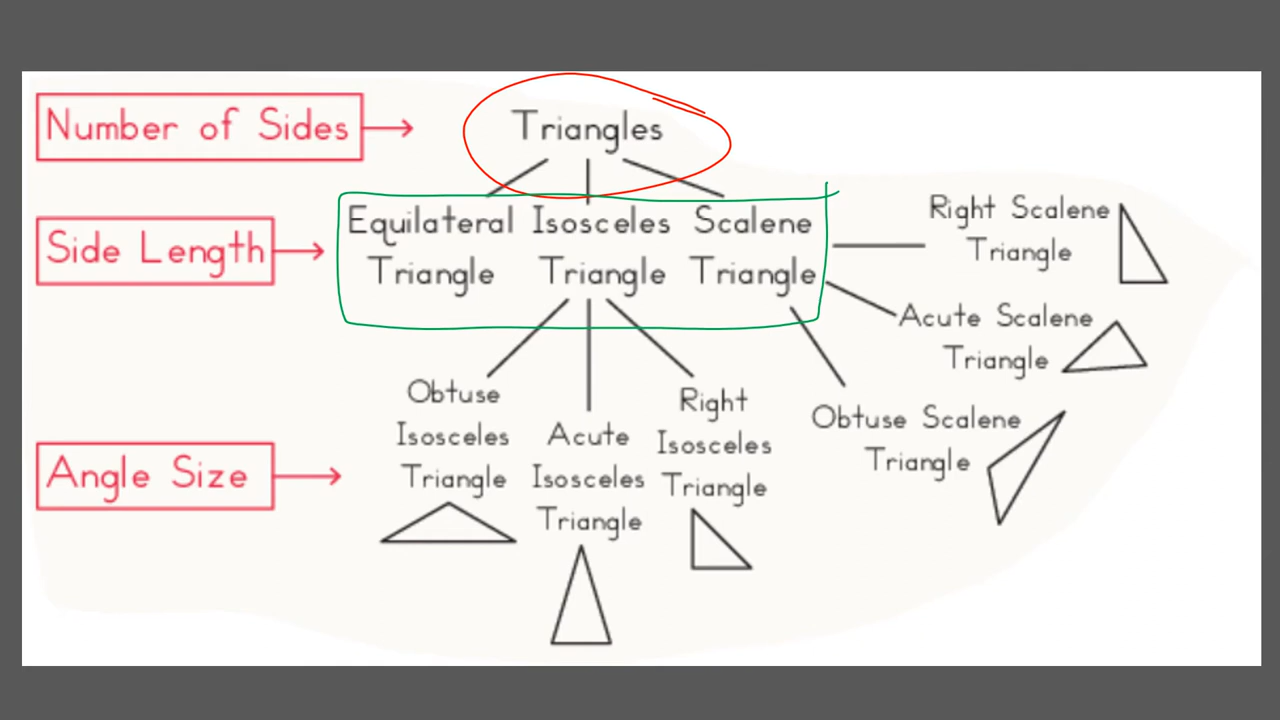 Number of Sides
Triangles
Side Length
Equilateral
Triangle
Isosceles
Triangle
Scalene
Triangle
Right Scalene
Triangle
Acute Scalene
Triangle
Obtuse Scalene
Triangle
Angle Size
Obtuse
Isosceles
Triangle
Acute
Isosceles
Triangle
Right
Isosceles
Triangle